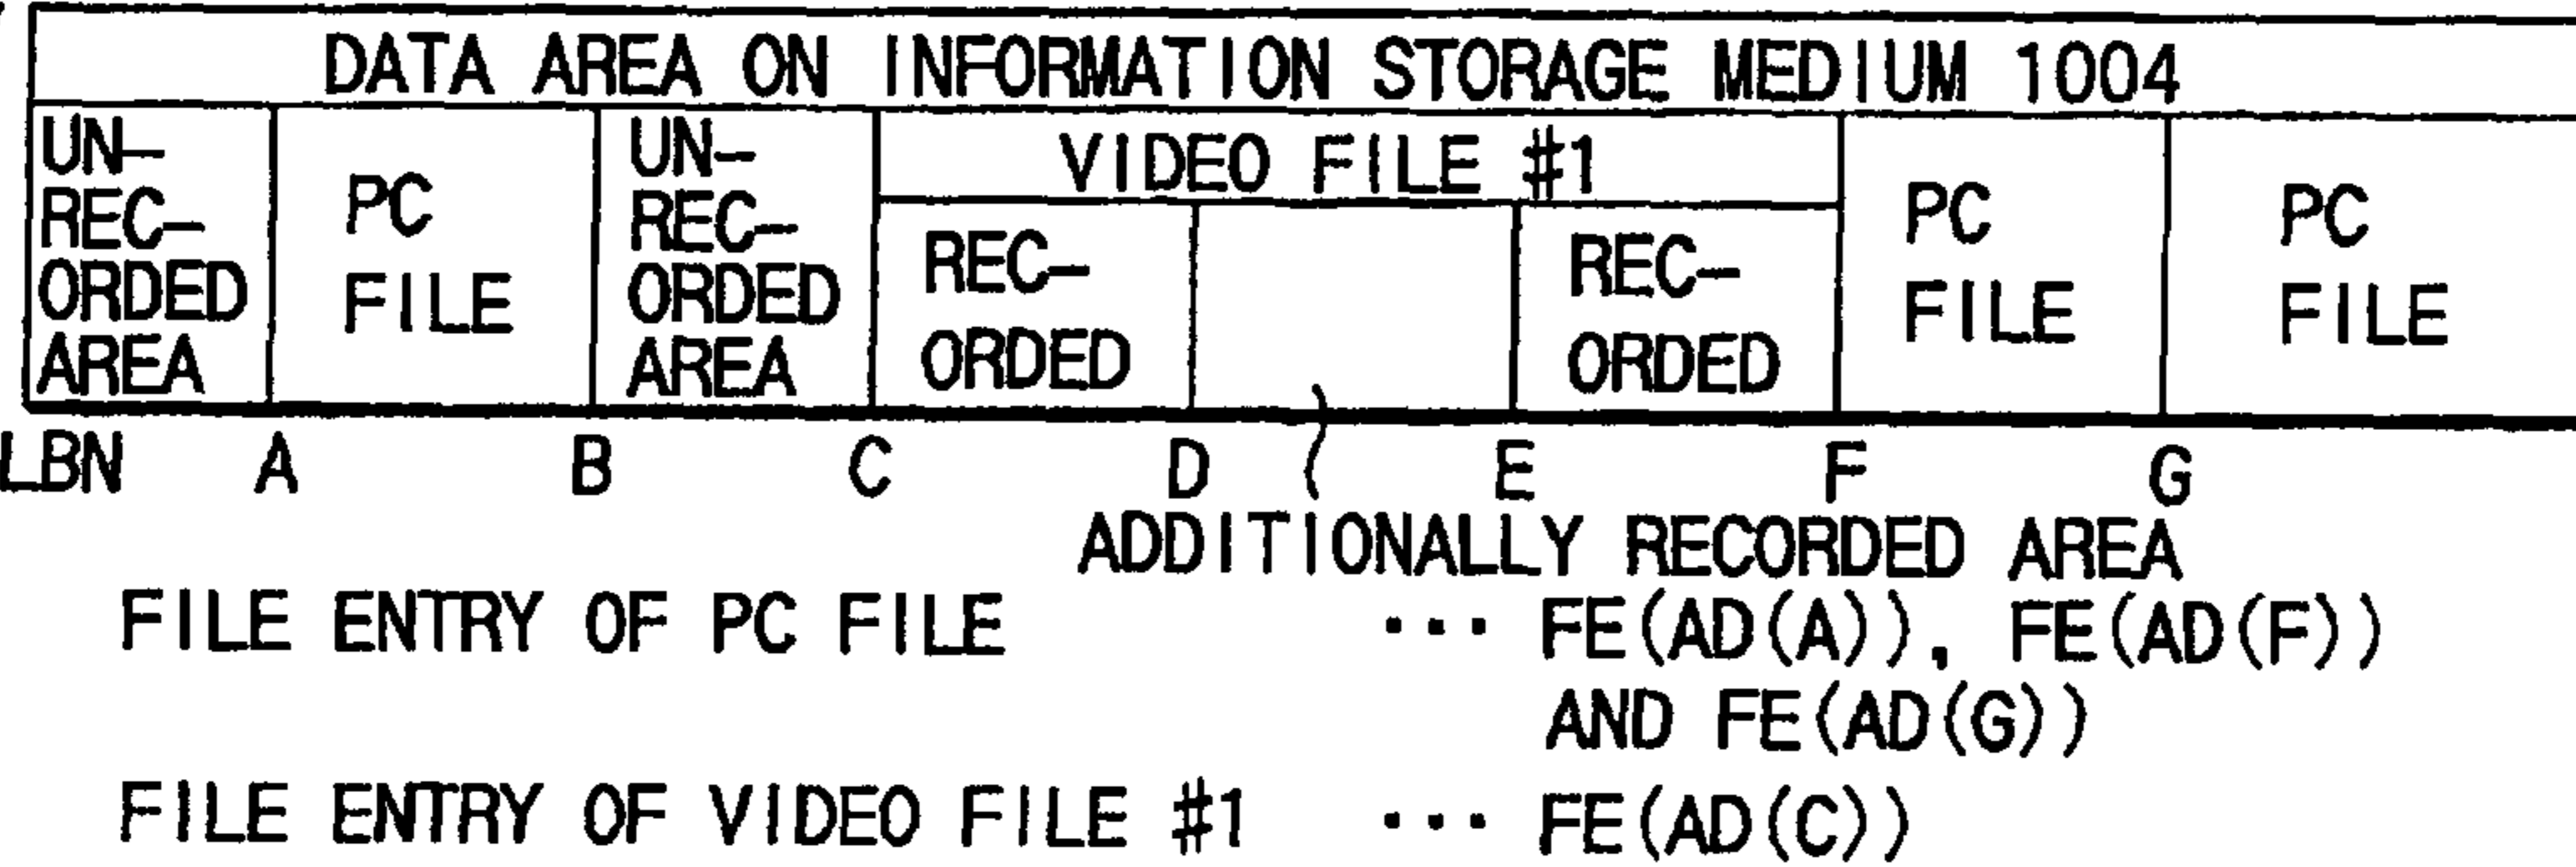 DATA AREA ON INFORMATION STORAGE MEDIUM 1004
UN-
REC-
ORDED
AREA
PC
FILE
UN-
REC-
ORDED
AREA
VIDEO FILE #1
REC-
ORDED
REC-
ORDED
PC
FILE
PC
FILE
LBN A B C D E F G
ADDITIONALLY RECORDED AREA
FILE ENTRY OF PC FILE ··· FE(AD(A)), FE(AD(F))
AND FE(AD(G))
FILE ENTRY OF VIDEO FILE #1 ··· FE(AD(C))